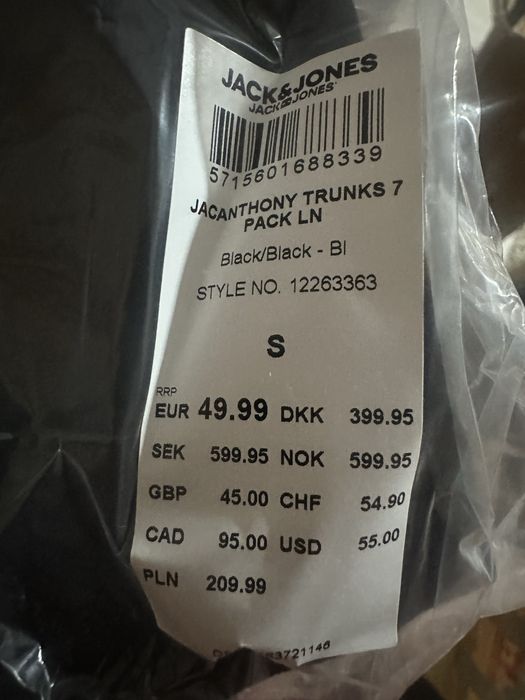 JACK&JONES
JACK&JONES
5715601688339
JACANTHONY TRUNKS 7
PACK LN
Black/Black - Bl
STYLE NO. 12263363
S
RRP
EUR 49.99 DKK 399.95
SEK 599.95 NOK 599.95
GBP 45.00 CHF 54.90
CAD 95.00 USD 55.00
PLN 209.99